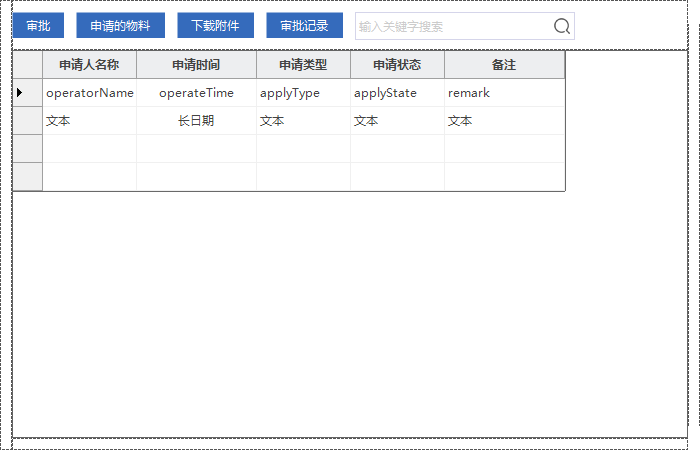 审批 申请的物料 下载附件 审批记录 输入关键字搜索
申请人名称 申请时间 申请类型 申请状态 备注
operatorName operateTime applyType applyState remark
文本 长日期 文本 文本 文本